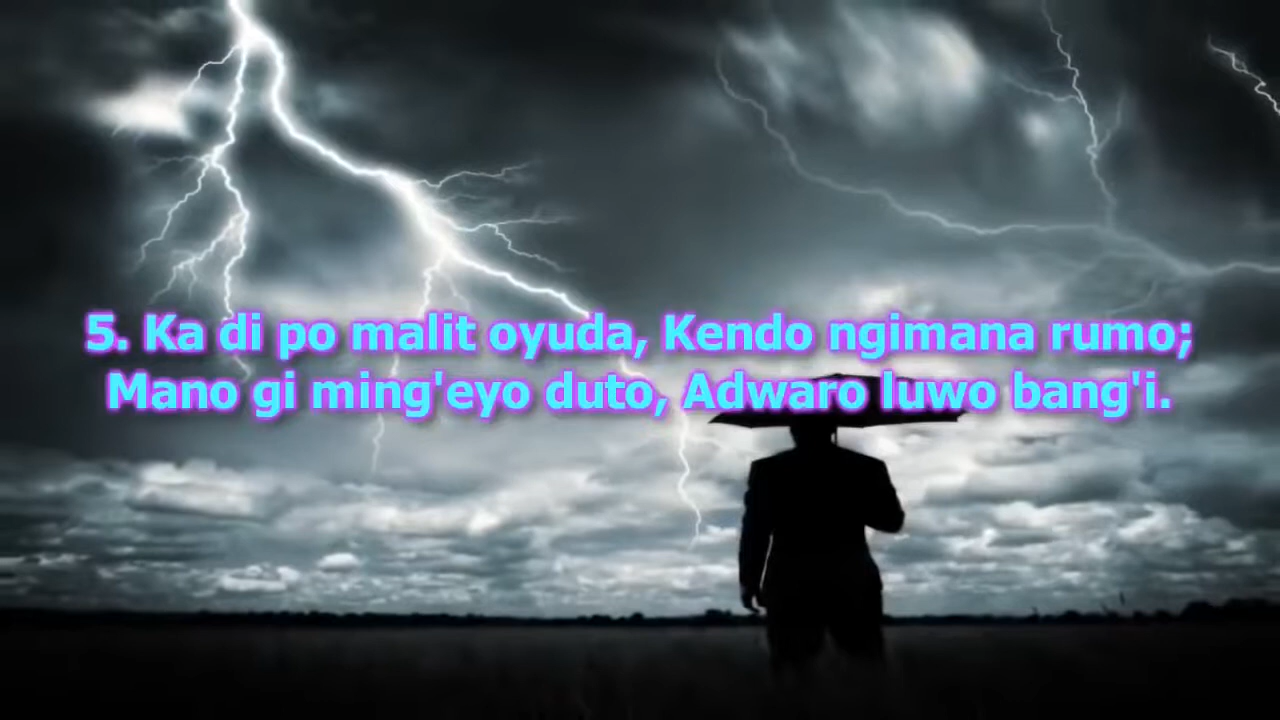 5. Ka di po malit oyuda, Kendo ngimana rumo;
Mano gi ming'eyo duto, Adwaro luwo bang'i.